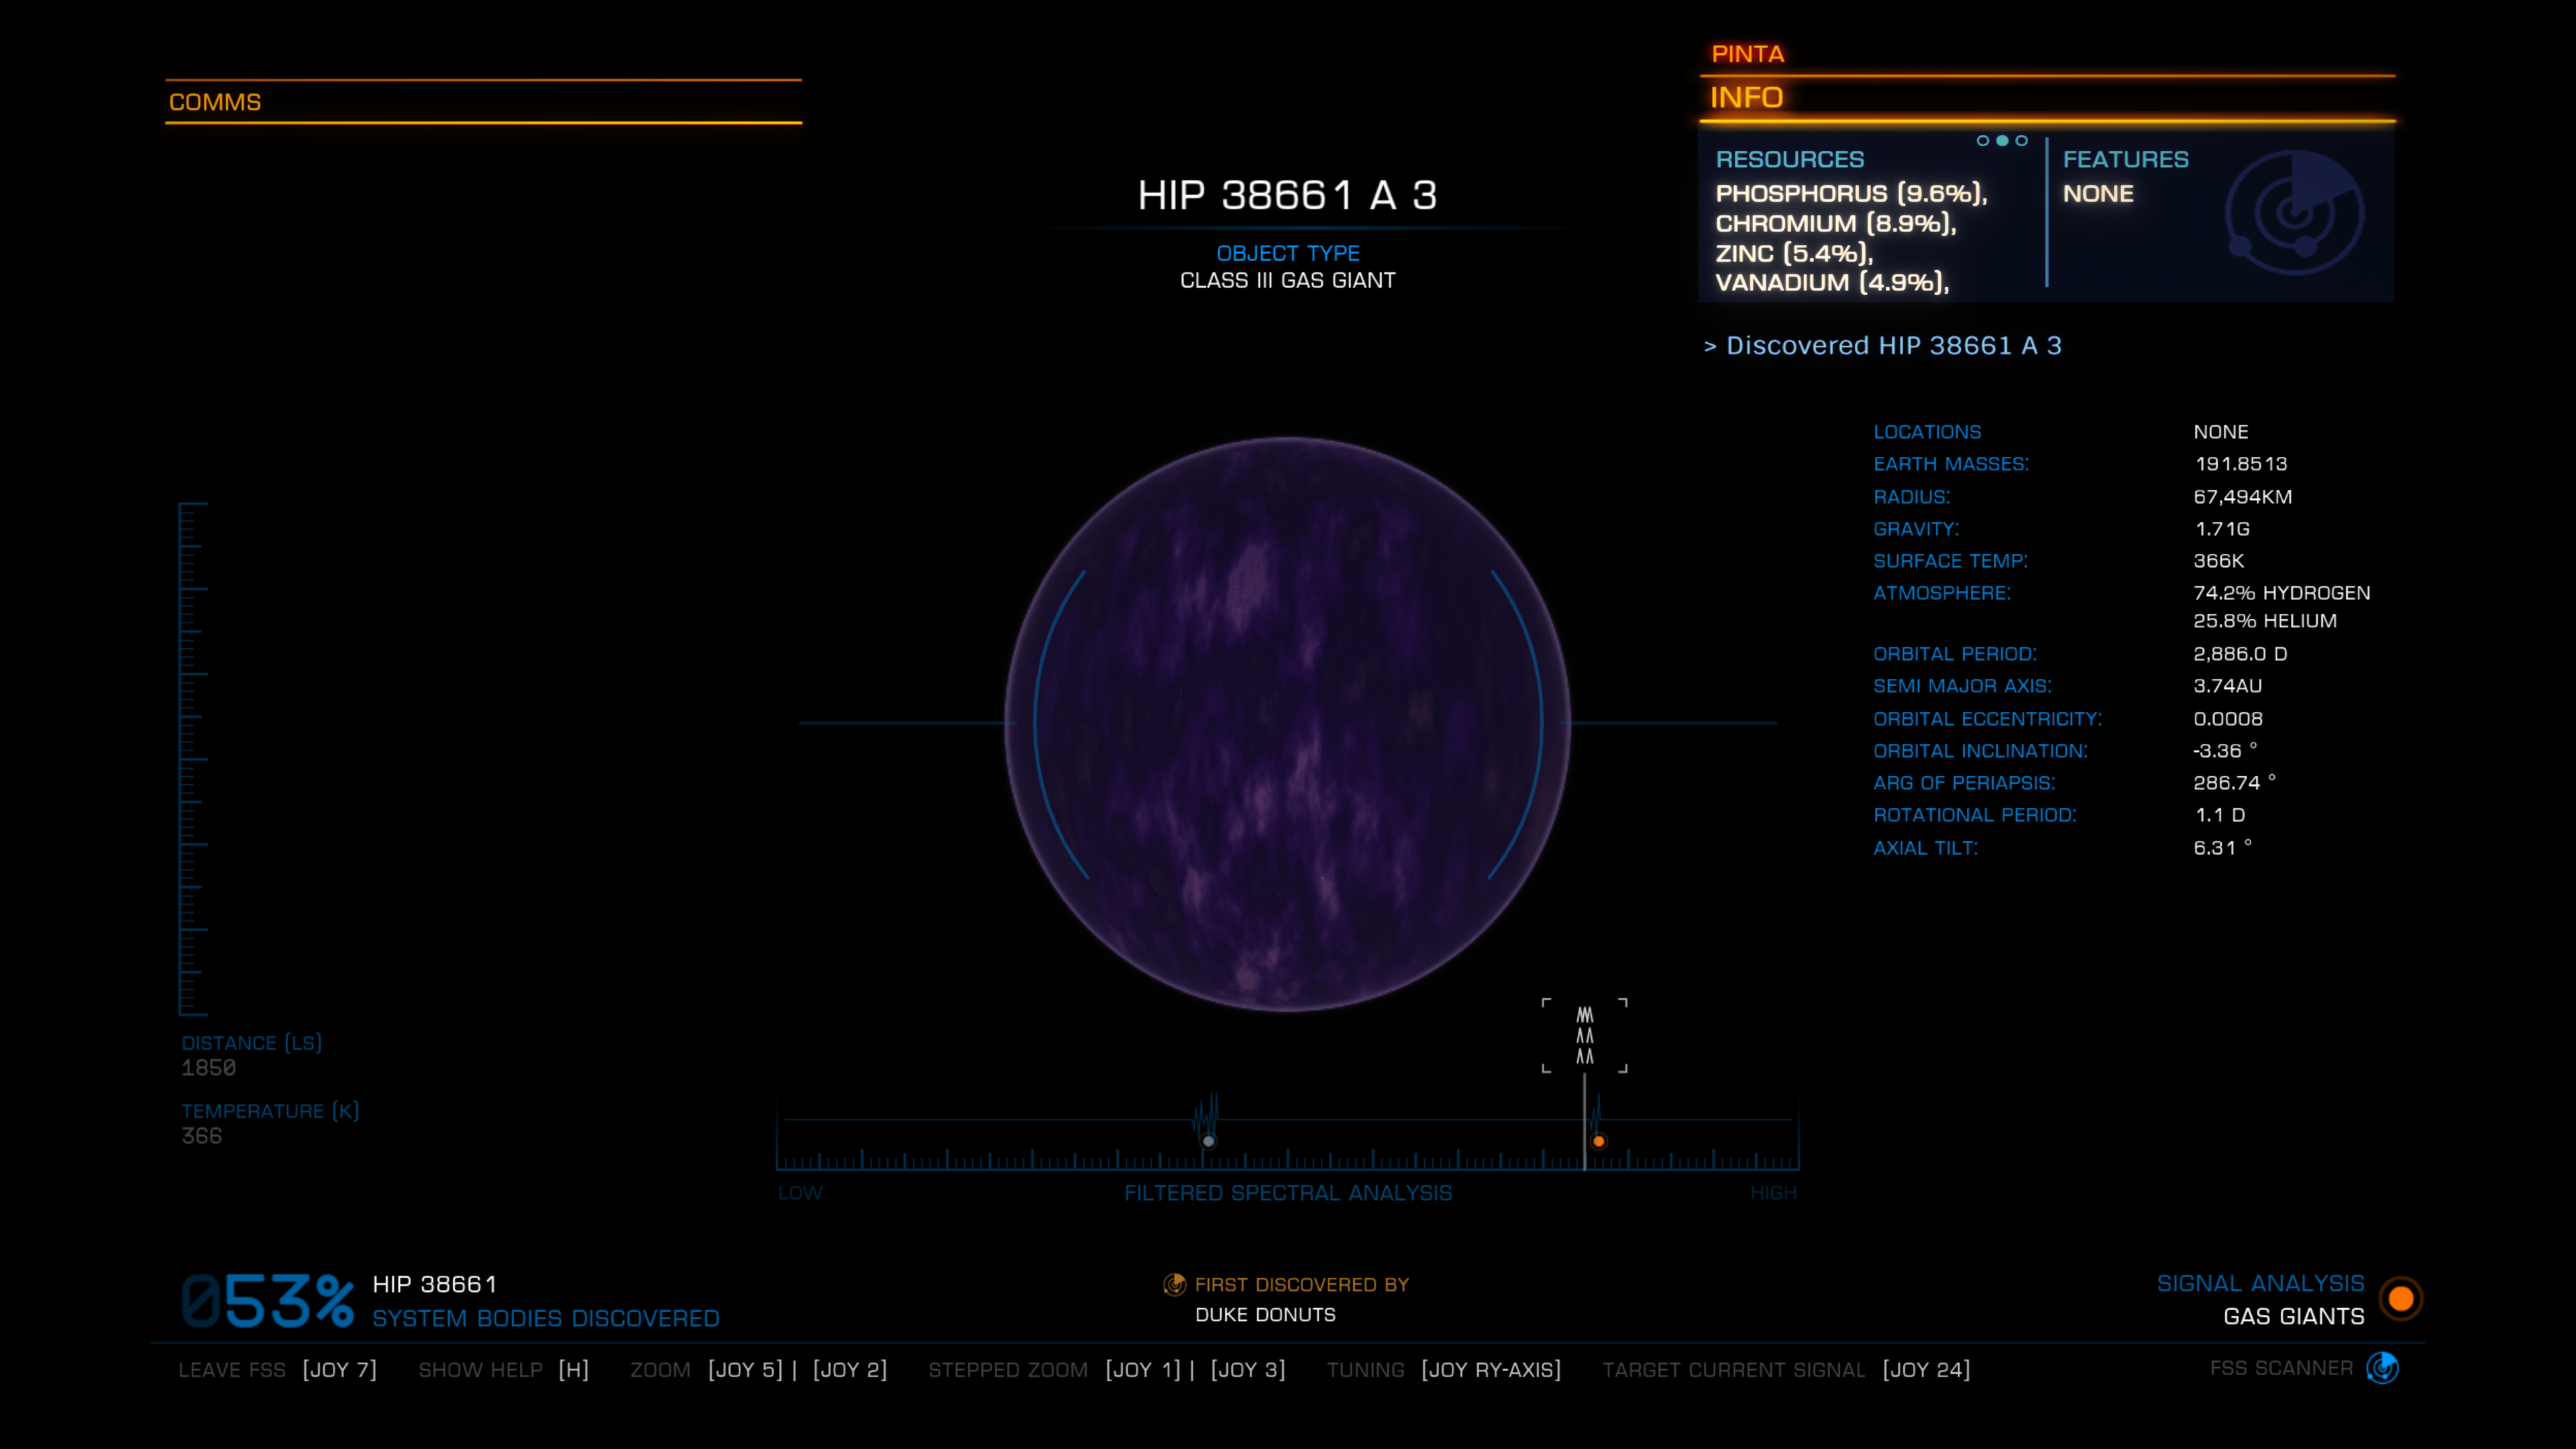 PINTA
COMMS
INFO
RESOURCES
PHOSPHORUS (9.6%),
CHROMIUM (8.9%),
ZINC (5.4%),
VANADIUM (4.9%),
FEATURES
NONE
HIP 38661 A 3
OBJECT TYPE
CLASS III GAS GIANT
> Discovered HIP 38661 A 3
LOCATIONS NONE
EARTH MASSES: 191.8513
RADIUS: 67,494KM
GRAVITY: 1.71G
SURFACE TEMP: 366K
ATMOSPHERE: 74.2% HYDROGEN
25.8% HELIUM
ORBITAL PERIOD: 2,886.0 D
SEMI MAJOR AXIS: 3.74AU
ORBITAL ECCENTRICITY: 0.0008
ORBITAL INCLINATION: -3.36 °
ARG OF PERIAPSIS: 286.74 °
ROTATIONAL PERIOD: 1.1 D
AXIAL TILT: 6.31 °
DISTANCE (LS)
1850
TEMPERATURE (K)
366
LOW FILTERED SPECTRAL ANALYSIS HIGH
053% HIP 38661
SYSTEM BODIES DISCOVERED
FIRST DISCOVERED BY
DUKE DONUTS
SIGNAL ANALYSIS
GAS GIANTS
LEAVE FSS [JOY 7] SHOW HELP [H] ZOOM [JOY 5] | [JOY 2] STEPPED ZOOM [JOY 1] | [JOY 3] TUNING [JOY RY-AXIS] TARGET CURRENT SIGNAL [JOY 24] FSS SCANNER